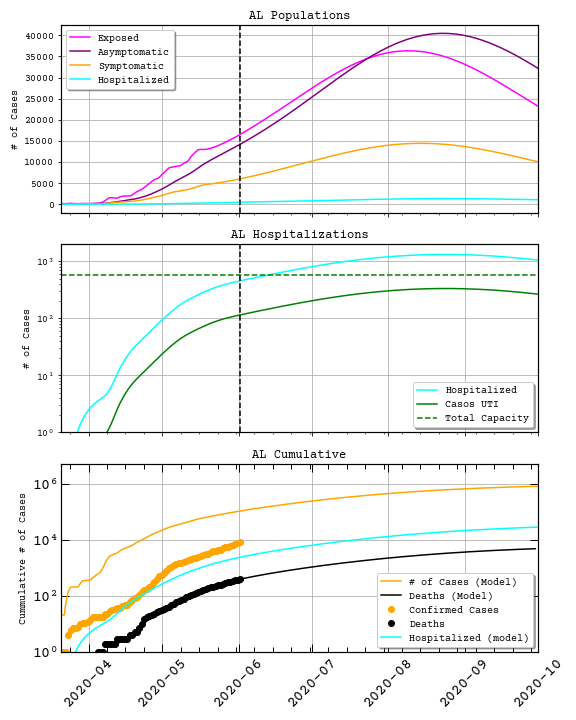 AL Populations
# of Cases
40000
35000
30000
25000
20000
15000
10000
5000
0
Exposed
Asymptomatic
Symptomatic
Hospitalized
AL Hospitalizations
# of Cases
10³
10²
10¹
10⁰
Hospitalized
Casos UTI
Total Capacity
AL Cumulative
Cummulative # of Cases
10⁶
10⁴
10²
10⁰
# of Cases (Model)
Deaths (Model)
Confirmed Cases
Deaths
Hospitalized (model)
2020-04
2020-05
2020-06
2020-07
2020-08
2020-09
2020-10